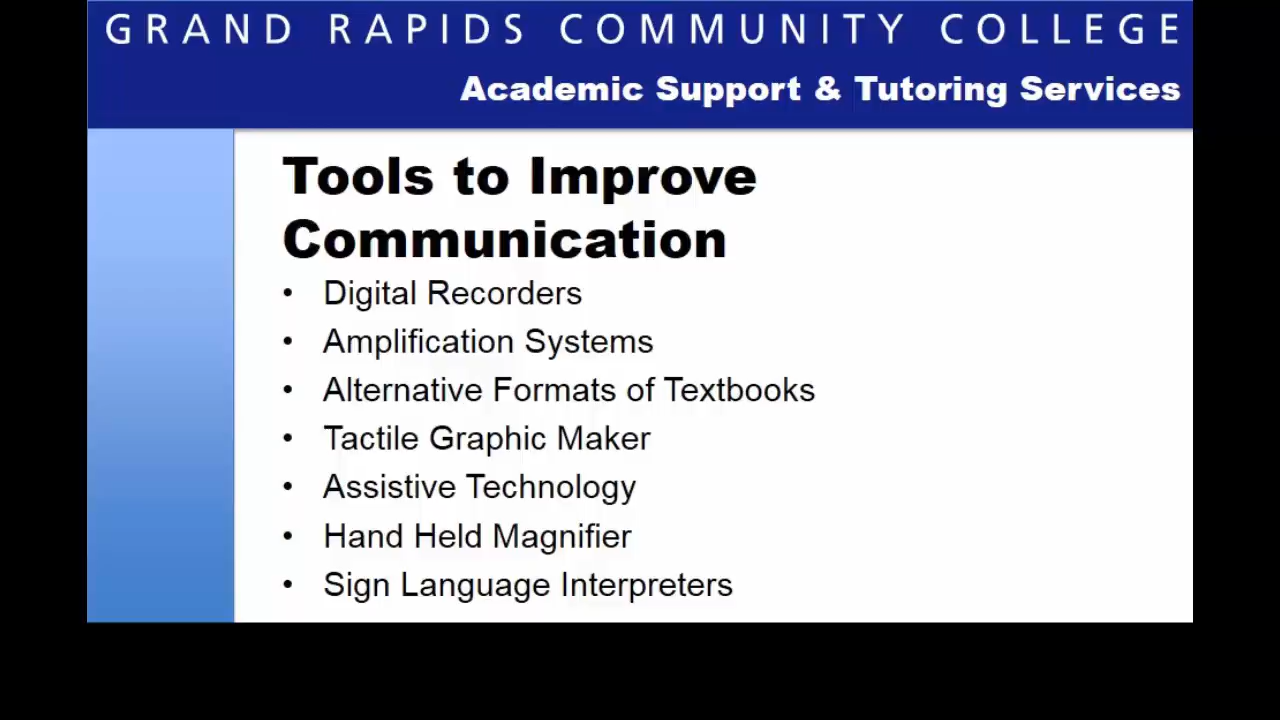 GRAND RAPIDS COMMUNITY COLLEGE
Academic Support & Tutoring Services
Tools to Improve
Communication
• Digital Recorders
• Amplification Systems
• Alternative Formats of Textbooks
• Tactile Graphic Maker
• Assistive Technology
• Hand Held Magnifier
• Sign Language Interpreters